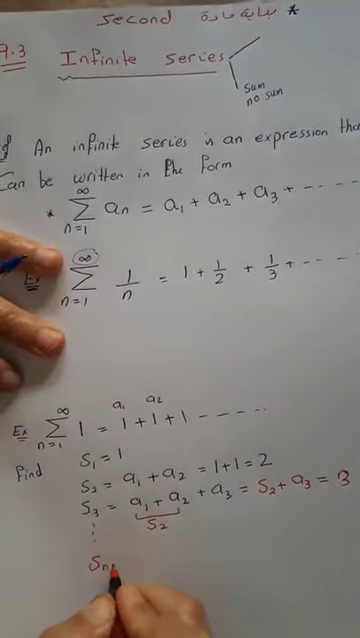 * بداية مادة second
9.3 Infinite series
sum
no sum
An infinite series is an expression that
Can be written in the form
* ∞∑n=1 an = a1 + a2 + a3 + -----
Ex ∞∑n=1 1/n = 1 + 1/2 + 1/3 + -----
a1 a2
Ex ∞∑n=1 1 = 1 + 1 + 1 -----
find S1 = 1
S2 = a1 + a2 = 1+1 = 2
S3 = a1 + a2 + a3 = S2 + a3 = 3
S2
Sn